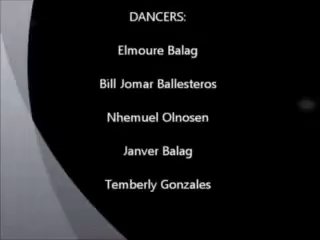 DANCERS:
Elmoure Balag
Bill Jomar Ballesteros
Nhemuel Olnosen
Janver Balag
Temberly Gonzales